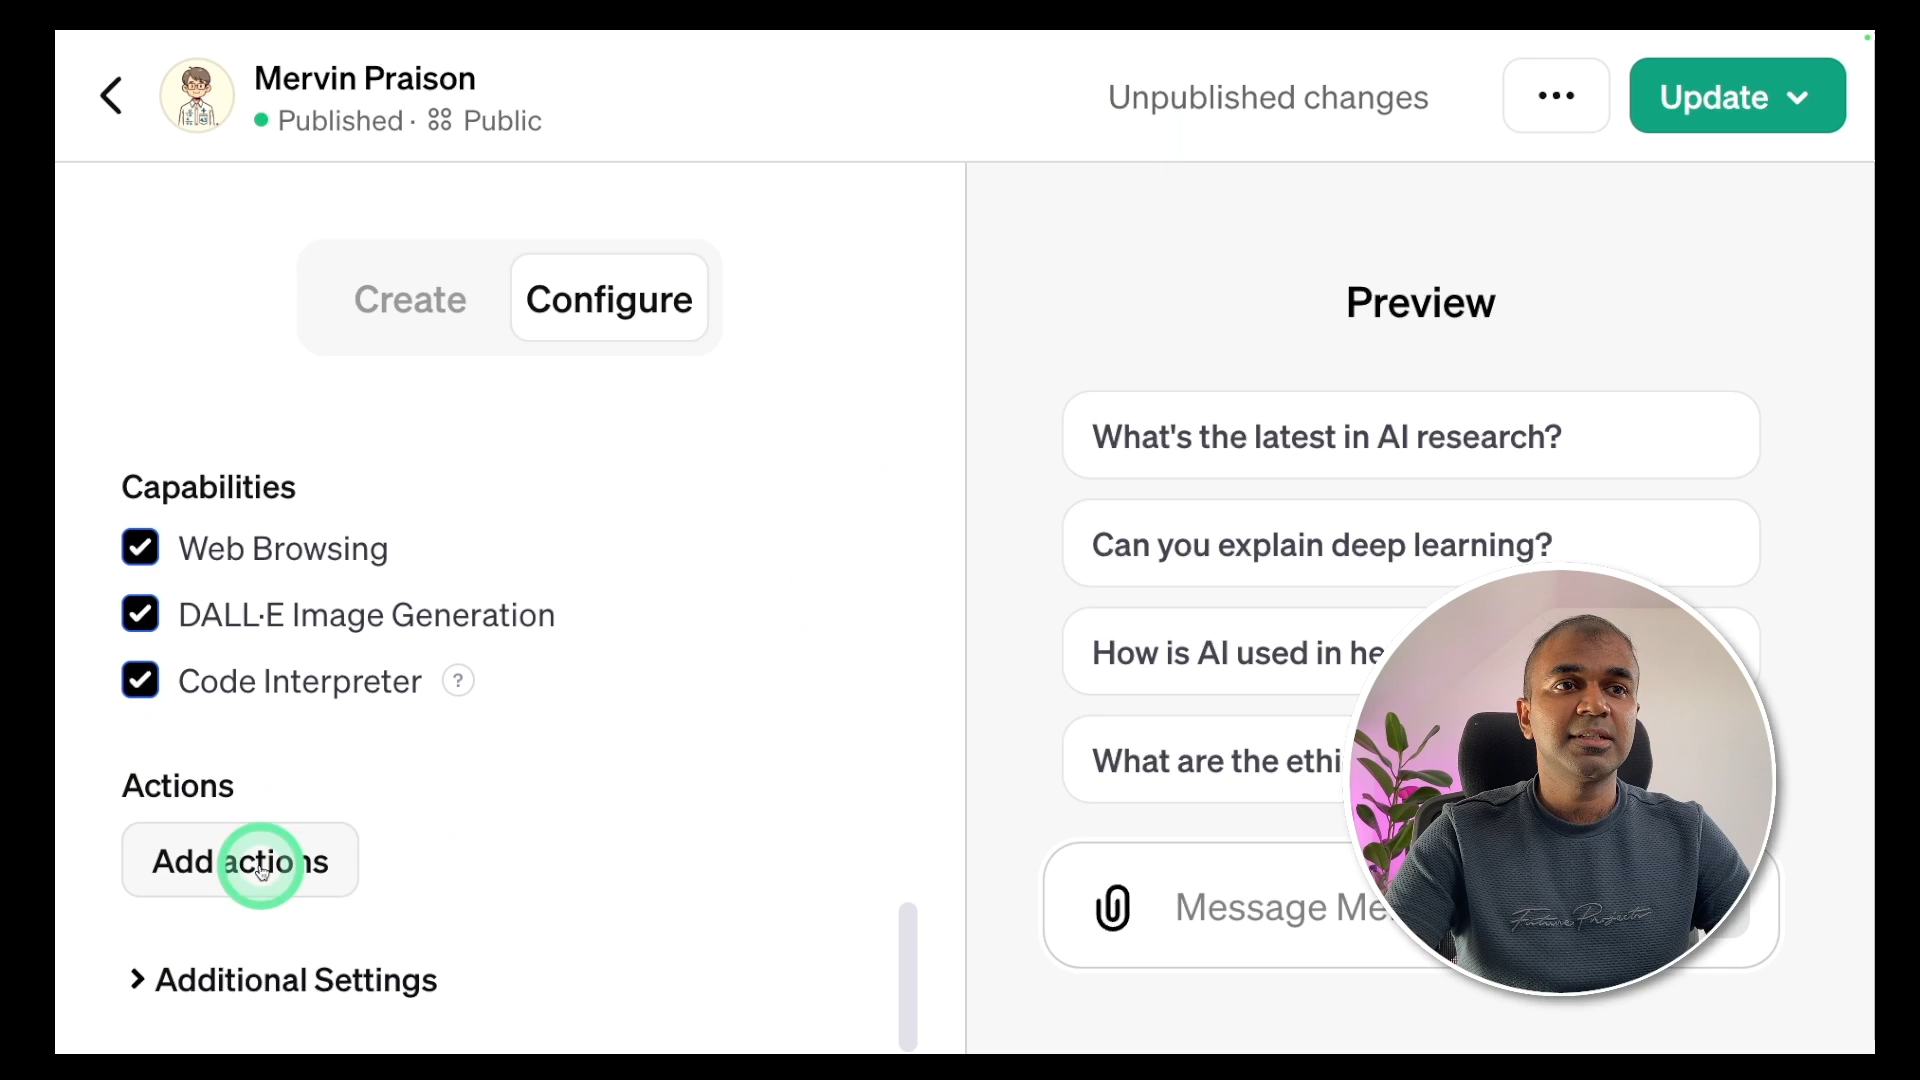 Mervin Praison
Published · Public
Unpublished changes
Update
Create
Configure
Preview
What's the latest in AI research?
Can you explain deep learning?
How is AI used in he
What are the ethi
Capabilities
Web Browsing
DALL·E Image Generation
Code Interpreter ?
Actions
Add actions
Additional Settings
Message Me
Future Projects